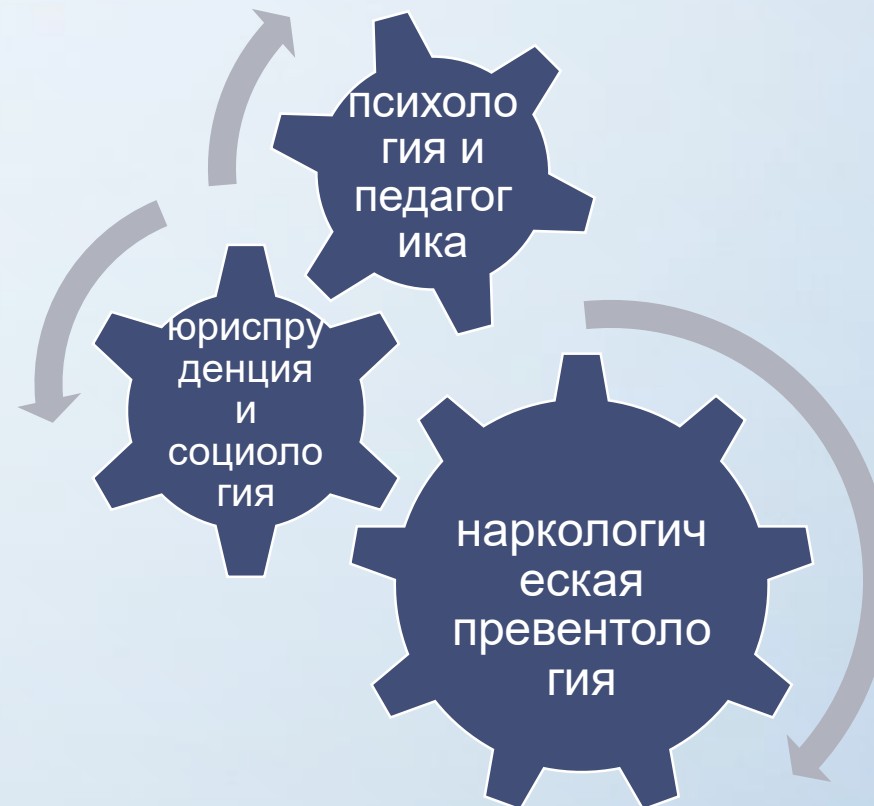 психоло
гия и
педагог
ика
юриспру
денция
и
социоло
гия
наркологич
еская
превентоло
гия